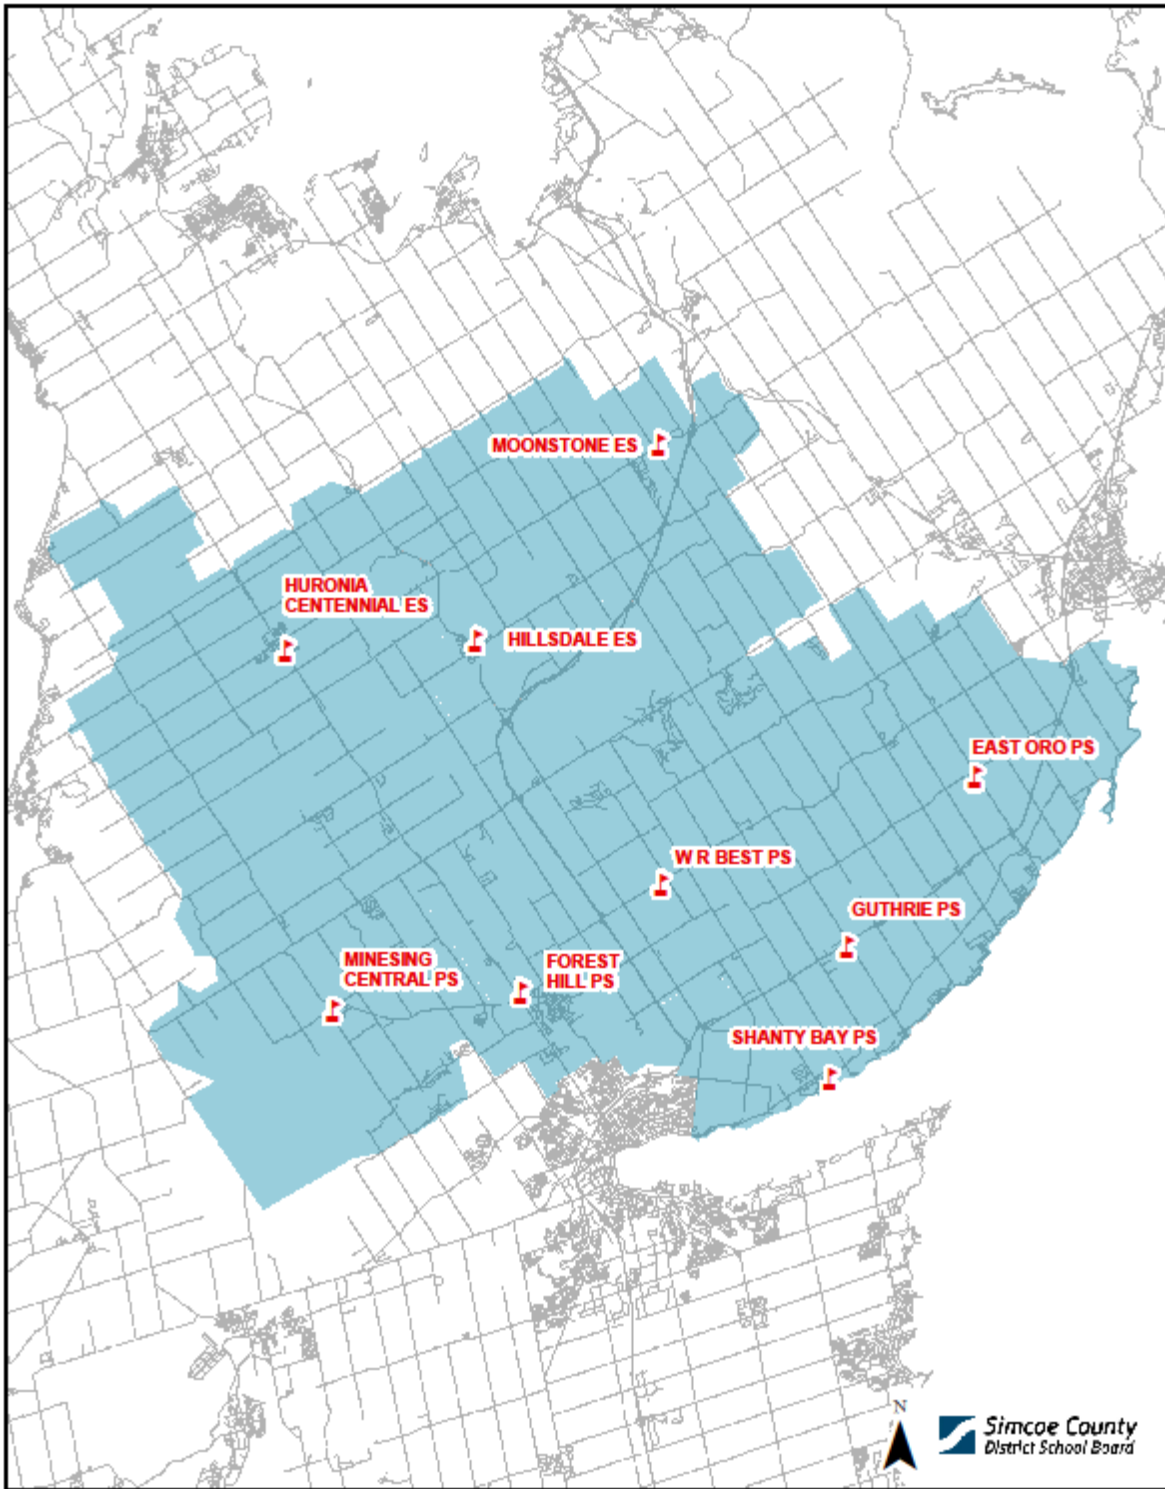 MOONSTONE ES
HURONIA
CENTENNIAL ES
HILLSDALE ES
EAST ORO PS
W R BEST PS
GUTHRIE PS
MINESING
CENTRAL PS
FOREST
HILL PS
SHANTY BAY PS
N
Simcoe County
District School Board